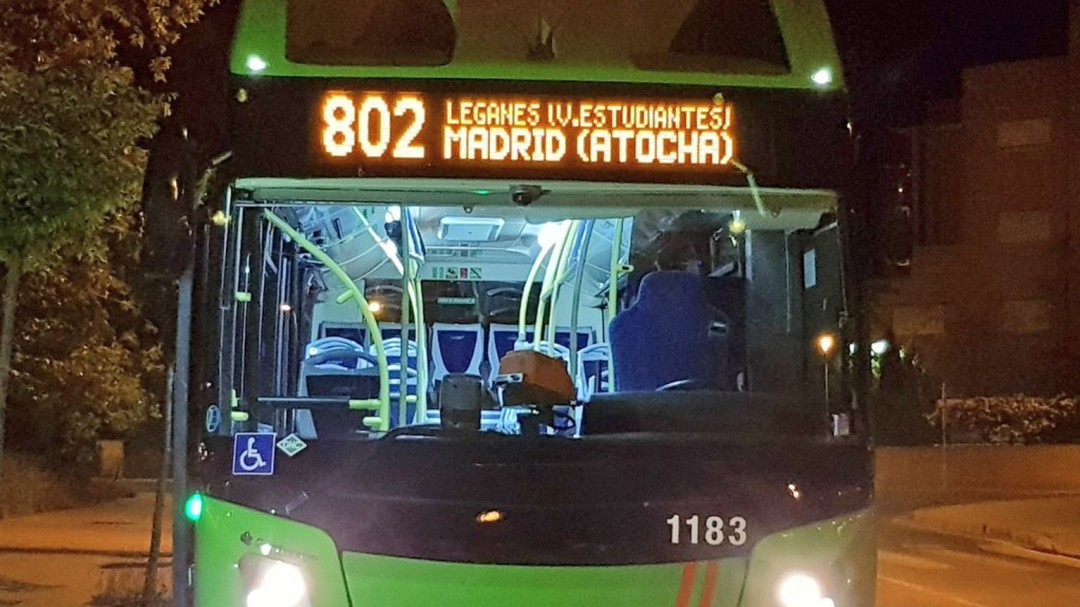 802
LEGANES (V.ESTUDIANTES)
MADRID (ATOCHA)
1183